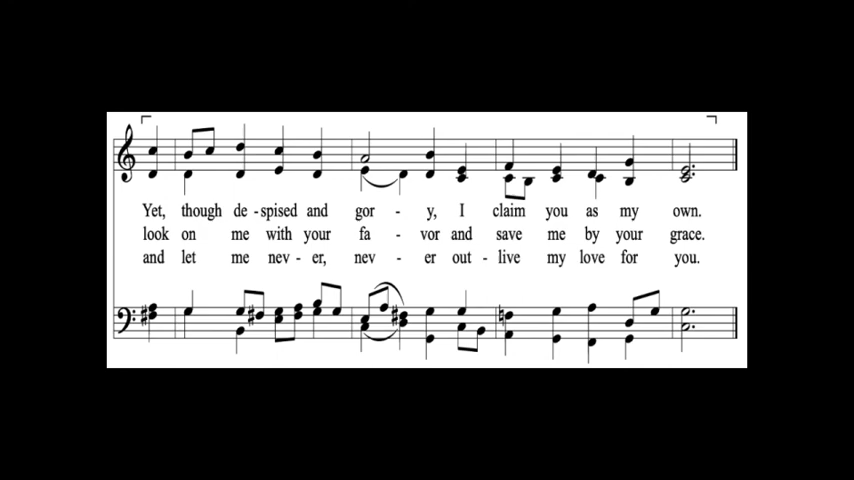 Yet, though de - spised and gor - y, I claim you as my own.
look on me with your fa - vor and save me by your grace.
and let me nev - er, nev - er out - live my love for you.